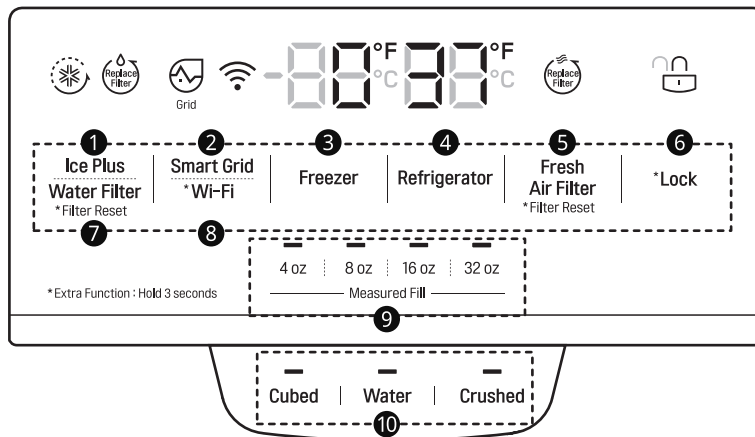 Replace Filter
Grid
0°F °C
37°F °C
Replace Filter
1 2 3 4 5 6
Ice Plus
Water Filter
*Filter Reset
Smart Grid
*Wi-Fi
Freezer
Refrigerator
Fresh
Air Filter
*Filter Reset
*Lock
7 8
4 oz 8 oz 16 oz 32 oz
*Extra Function : Hold 3 seconds
Measured Fill
9
Cubed Water Crushed
10